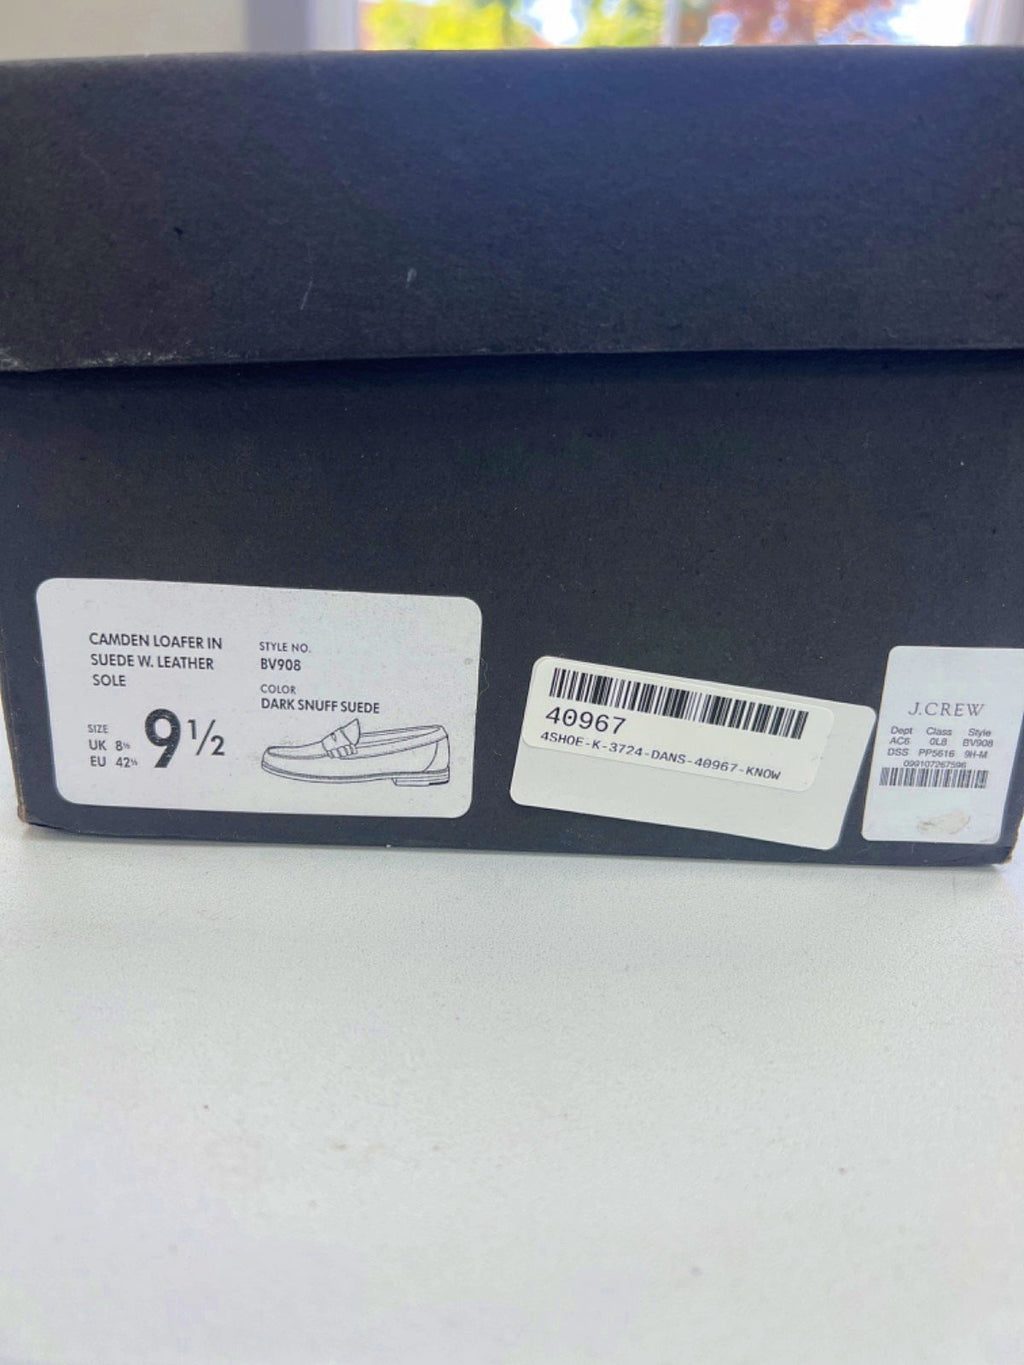 CAMDEN LOAFER IN
SUEDE W. LEATHER
SOLE
STYLE NO.
BV908
COLOR
DARK SNUFF SUEDE
SIZE
UK 8½
EU 42½
9½
40967
4SHOE-K-3724-DANS-40967-KNOW
J.CREW
Dept Class Style
AC6 0L8 BV908
DSS PP5616 9H-M
099107267596